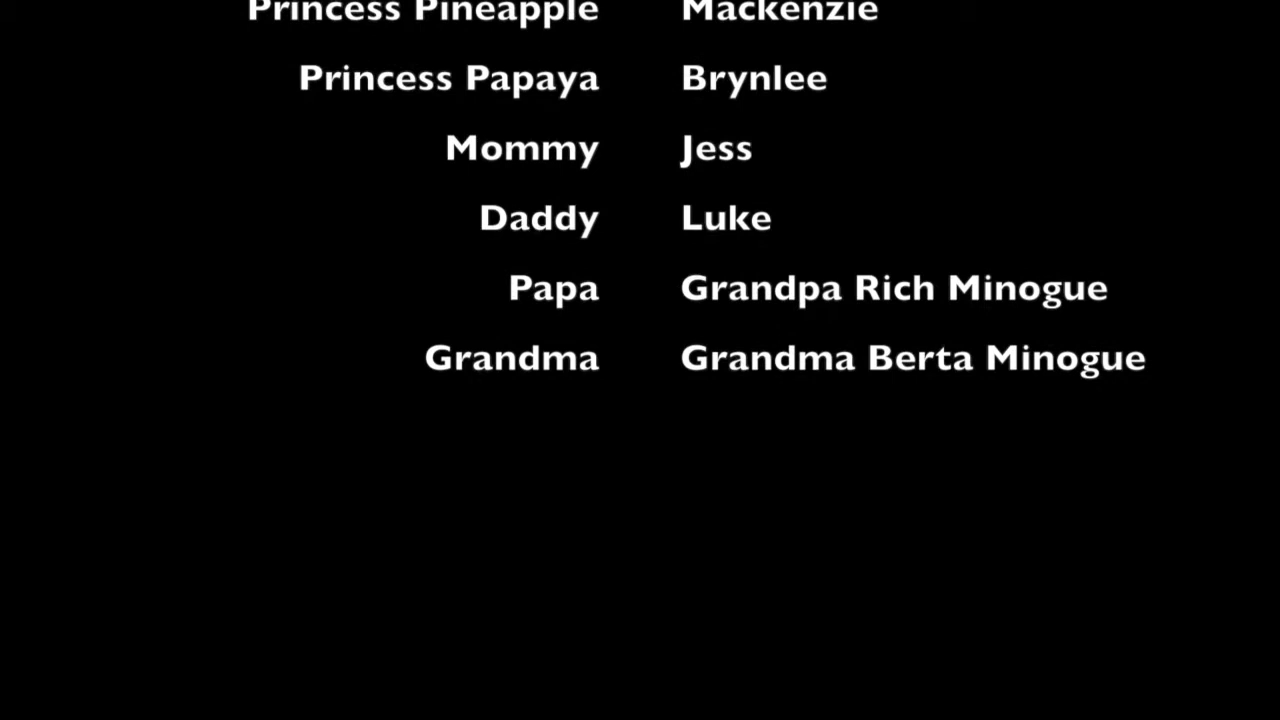 Princess Pineapple Mackenzie
Princess Papaya Brynlee
Mommy Jess
Daddy Luke
Papa Grandpa Rich Minogue
Grandma Grandma Berta Minogue